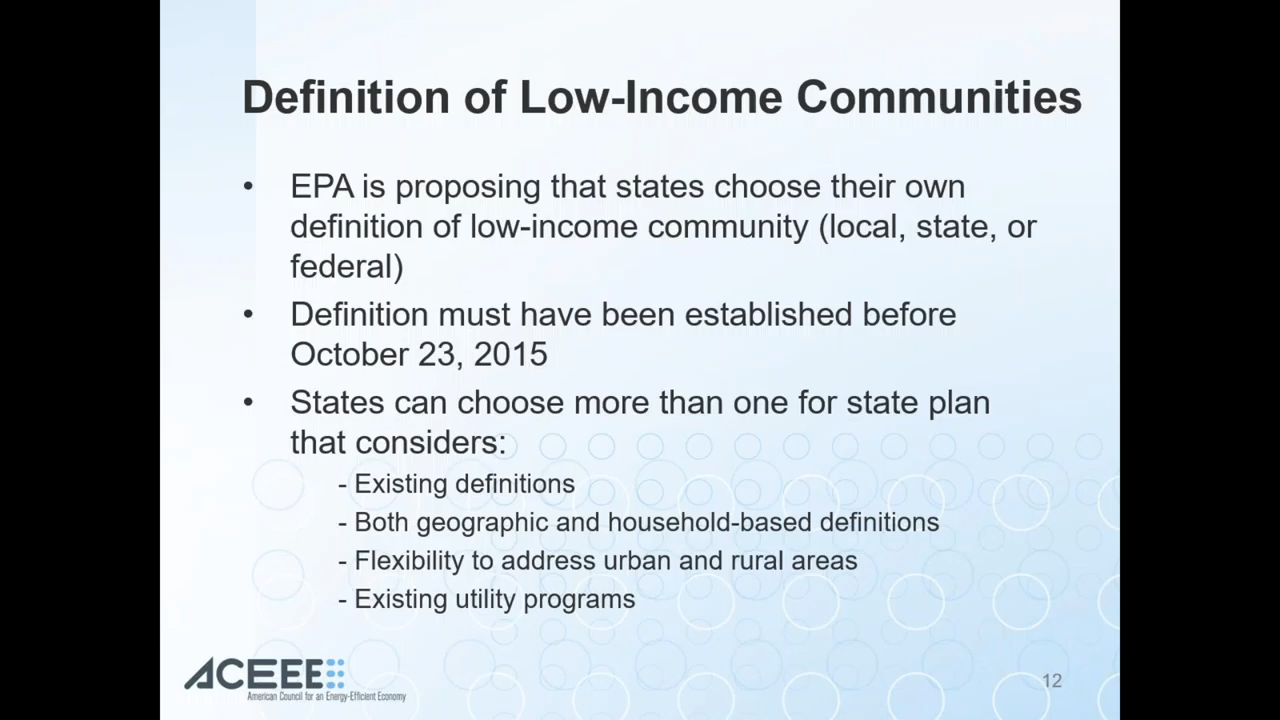 Definition of Low-Income Communities
• EPA is proposing that states choose their own
definition of low-income community (local, state, or
federal)
• Definition must have been established before
October 23, 2015
• States can choose more than one for state plan
that considers:
- Existing definitions
- Both geographic and household-based definitions
- Flexibility to address urban and rural areas
- Existing utility programs
ACEEE
American Council for an Energy-Efficient Economy
12